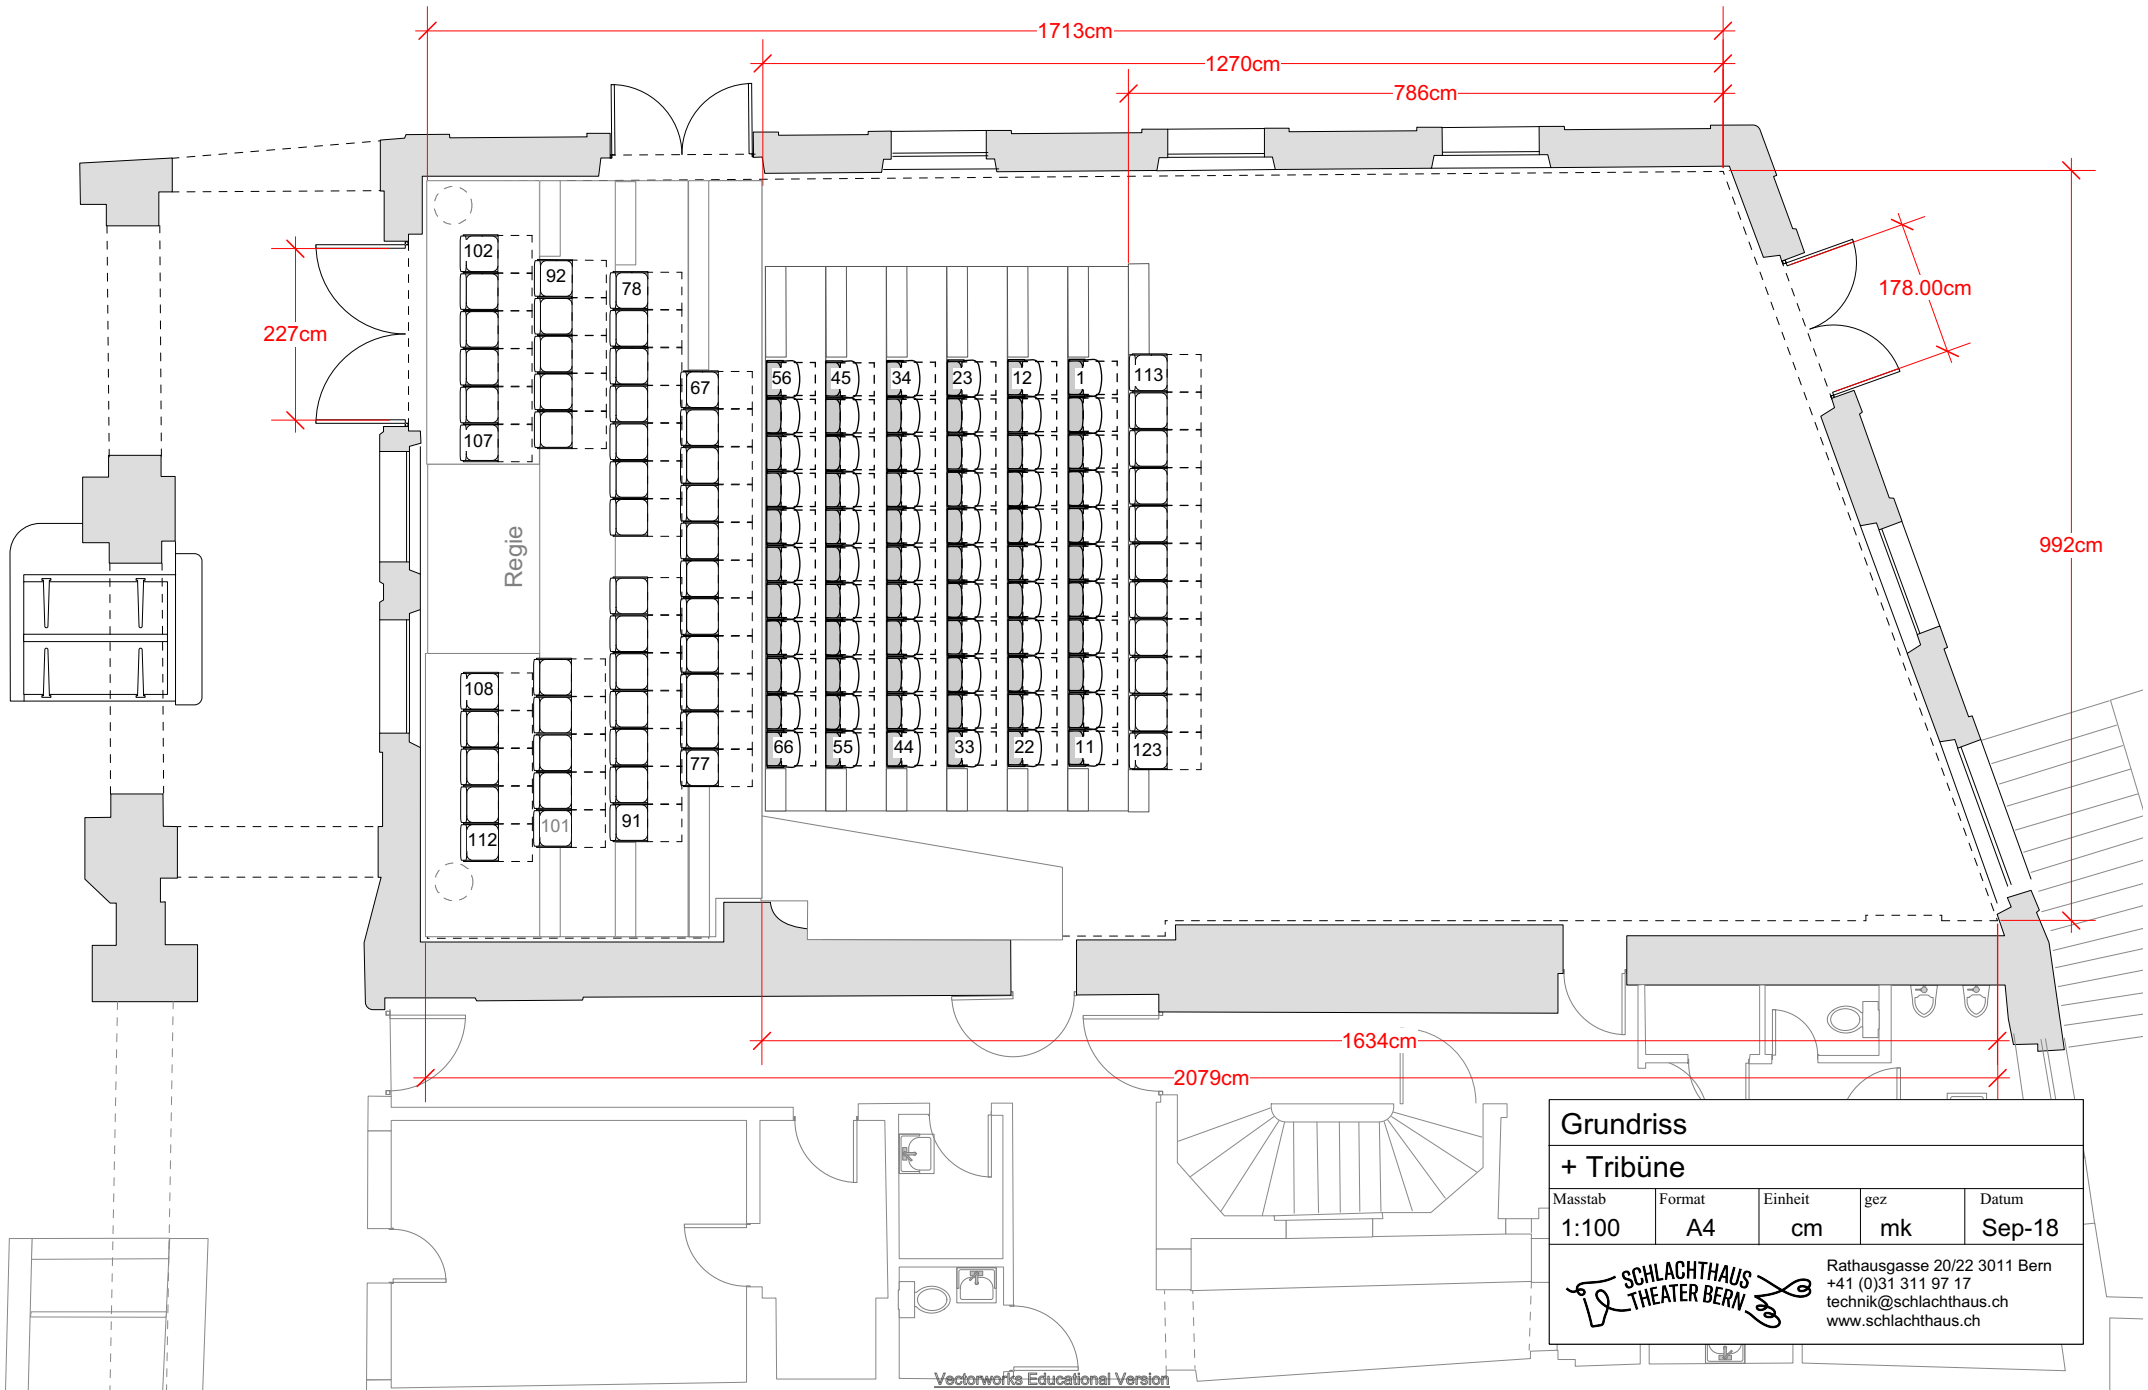 1713cm
1270cm
786cm
227cm
178.00cm
992cm
102
92
78
67
56
45
34
23
12
1
113
107
Regie
108
112
101
91
77
66
55
44
33
22
11
123
1634cm
2079cm
Grundriss
+ Tribüne
Masstab Format Einheit gez Datum
1:100 A4 cm mk Sep-18
SCHLACHTHAUS
THEATER BERN
Rathausgasse 20/22 3011 Bern
+41 (0)31 311 97 17
technik@schlachthaus.ch
www.schlachthaus.ch
Vectorworks Educational Version